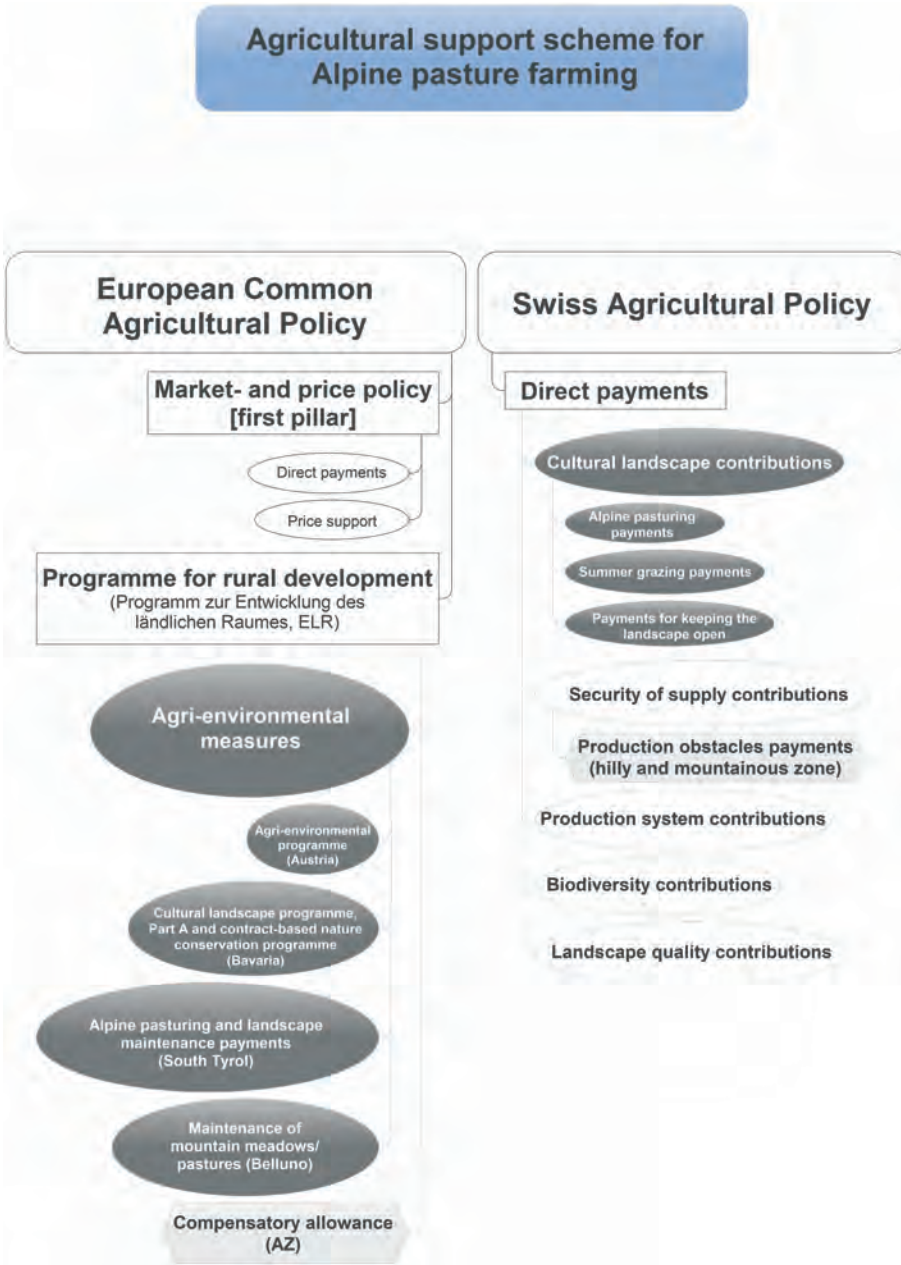 Agricultural support scheme for
Alpine pasture farming
European Common
Agricultural Policy
Market- and price policy
[first pillar]
Direct payments
Price support
Programme for rural development
(Programm zur Entwicklung des
ländlichen Raumes, ELR)
Agri-environmental
measures
Agri-environmental
programme
(Austria)
Cultural landscape programme,
Part A and contract-based nature
conservation programme
(Bavaria)
Alpine pasturing and landscape
maintenance payments
(South Tyrol)
Maintenance of
mountain meadows/
pastures (Belluno)
Compensatory allowance
(AZ)
Swiss Agricultural Policy
Direct payments
Cultural landscape contributions
Alpine pasturing
payments
Summer grazing payments
Payments for keeping the
landscape open
Security of supply contributions
Production obstacles payments
(hilly and mountainous zone)
Production system contributions
Biodiversity contributions
Landscape quality contributions